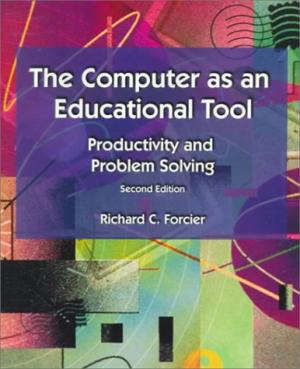 The Computer as an
Educational Tool
Productivity and
Problem Solving
Second Edition
Richard C. Forcier